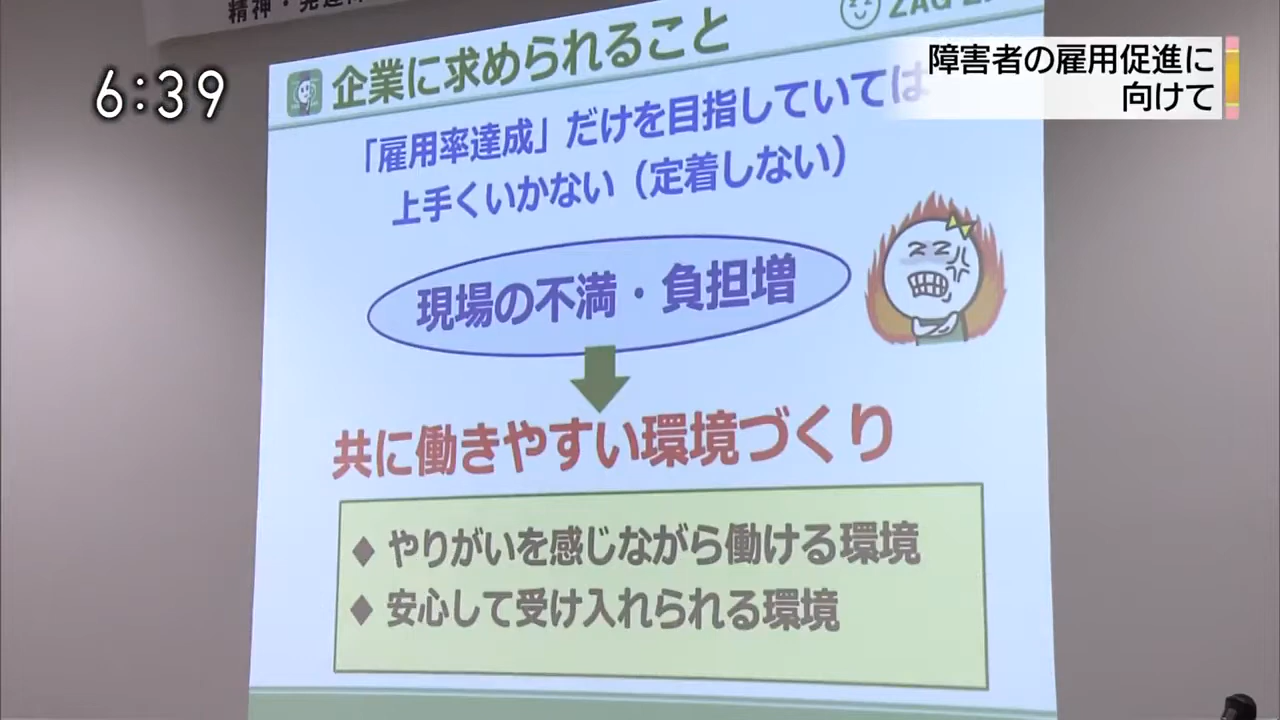 精神・発達
6:39
障害者の雇用促進に
向けて
企業に求められること
「雇用率達成」だけを目指していては
上手くいかない（定着しない）
現場の不満・負担増
共に働きやすい環境づくり
◆ やりがいを感じながら働ける環境
◆ 安心して受け入れられる環境